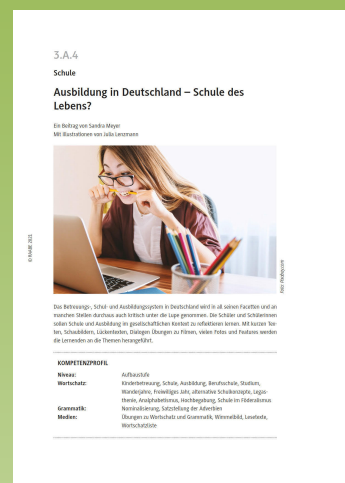 3.A.4
Schule
Ausbildung in Deutschland – Schule des
Lebens?
Ein Beitrag von Sandra Meyer
Mit Illustrationen von Julia Lenzmann
© RAABE 2021
Foto: Pixabay.com
Das Betreuungs-, Schul- und Ausbildungssystem in Deutschland wird in all seinen Facetten und an
manchen Stellen durchaus auch kritisch unter die Lupe genommen. Die Schüler und Schülerinnen
sollen Schule und Ausbildung im gesellschaftlichen Kontext zu reflektieren lernen. Mit kurzen Tex-
ten, Schaubildern, Lückentexten, Dialogen Übungen zu Filmen, vielen Fotos und Features werden
die Lernenden an die Themen herangeführt.
KOMPETENZPROFIL
Niveau: Aufbaustufe
Wortschatz: Kinderbetreuung, Schule, Ausbildung, Berufsschule, Studium,
Wanderjahre, Freiwilliges Jahr, alternative Schulkonzepte, Legas-
thenie, Analphabetismus, Hochbegabung, Schule im Föderalismus
Grammatik: Nominalisierung, Satzstellung der Adverbien
Medien: Übungen zu Wortschatz und Grammatik, Wimmelbild, Lesetexte,
Wortschatzliste